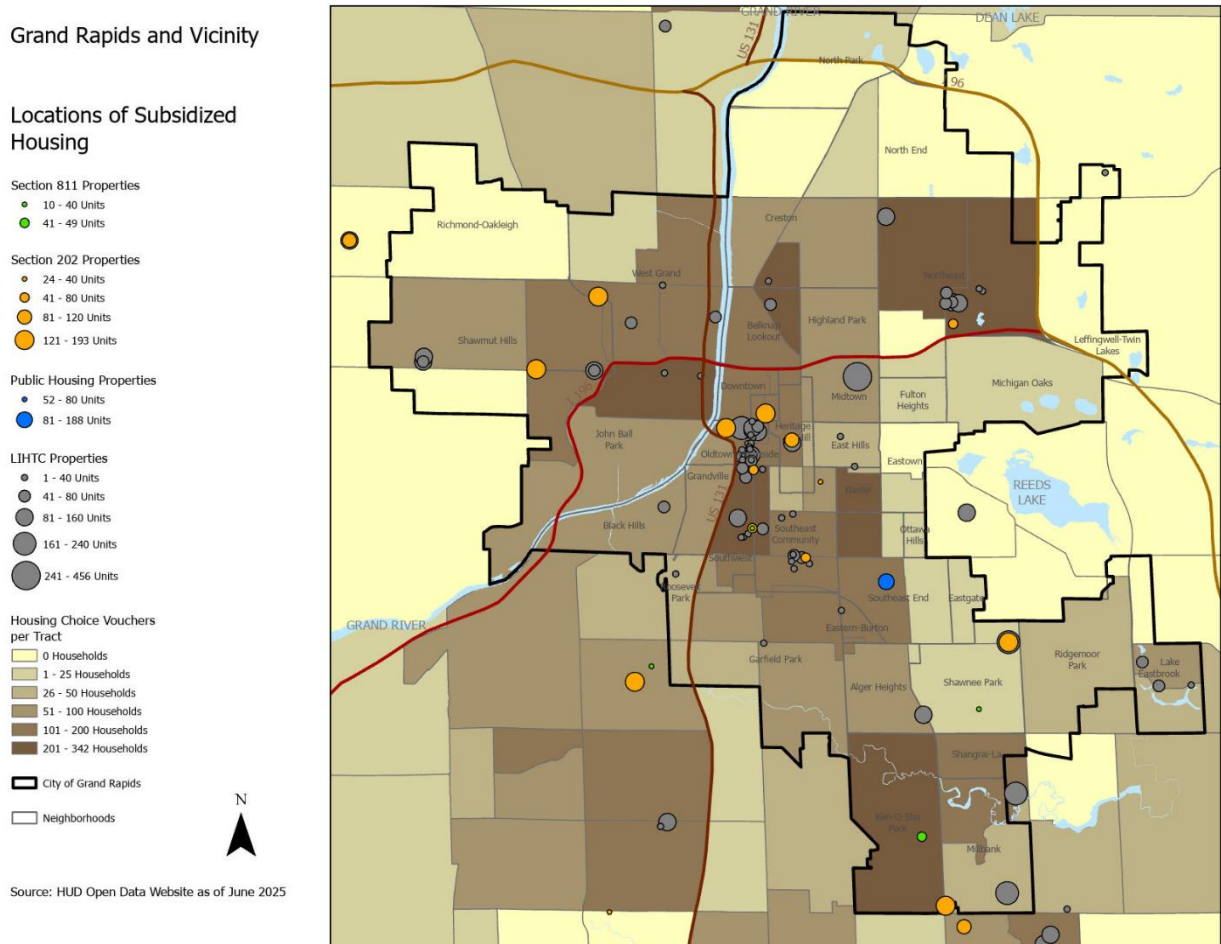 Grand Rapids and Vicinity
Locations of Subsidized
Housing
Section 811 Properties
10 - 40 Units
41 - 49 Units
Section 202 Properties
24 - 40 Units
41 - 80 Units
81 - 120 Units
121 - 193 Units
Public Housing Properties
52 - 80 Units
81 - 188 Units
LIHTC Properties
1 - 40 Units
41 - 80 Units
81 - 160 Units
161 - 240 Units
241 - 456 Units
Housing Choice Vouchers
per Tract
0 Households
1 - 25 Households
26 - 50 Households
51 - 100 Households
101 - 200 Households
201 - 342 Households
City of Grand Rapids
Neighborhoods
N
Source: HUD Open Data Website as of June 2025
GRAND RIVER
DEAN LAKE
US 131
North Park
North End
Richmond-Oakleigh
Creston
West Grand
Northeast
Shawmut Hills
Belknap
Lookout
Highland Park
Leffingwell-Twin
Lakes
Downtown
Midtown
Fulton
Heights
Michigan Oaks
I 196
John Ball
Park
Heritage
East Hills
Eastown
Grandville
REEDS
LAKE
US 131
Black Hills
Southeast
Community
Ottawa
Hills
Southwest
Roosevelt
Park
Southeast End
Eastgate
GRAND RIVER
Eastern-Burton
Garfield Park
Ridgemoor
Park
Lake
Eastbrook
Alger Heights
Shawnee Park
Shangra-La
Ken-O-Sha
Park
Millbank